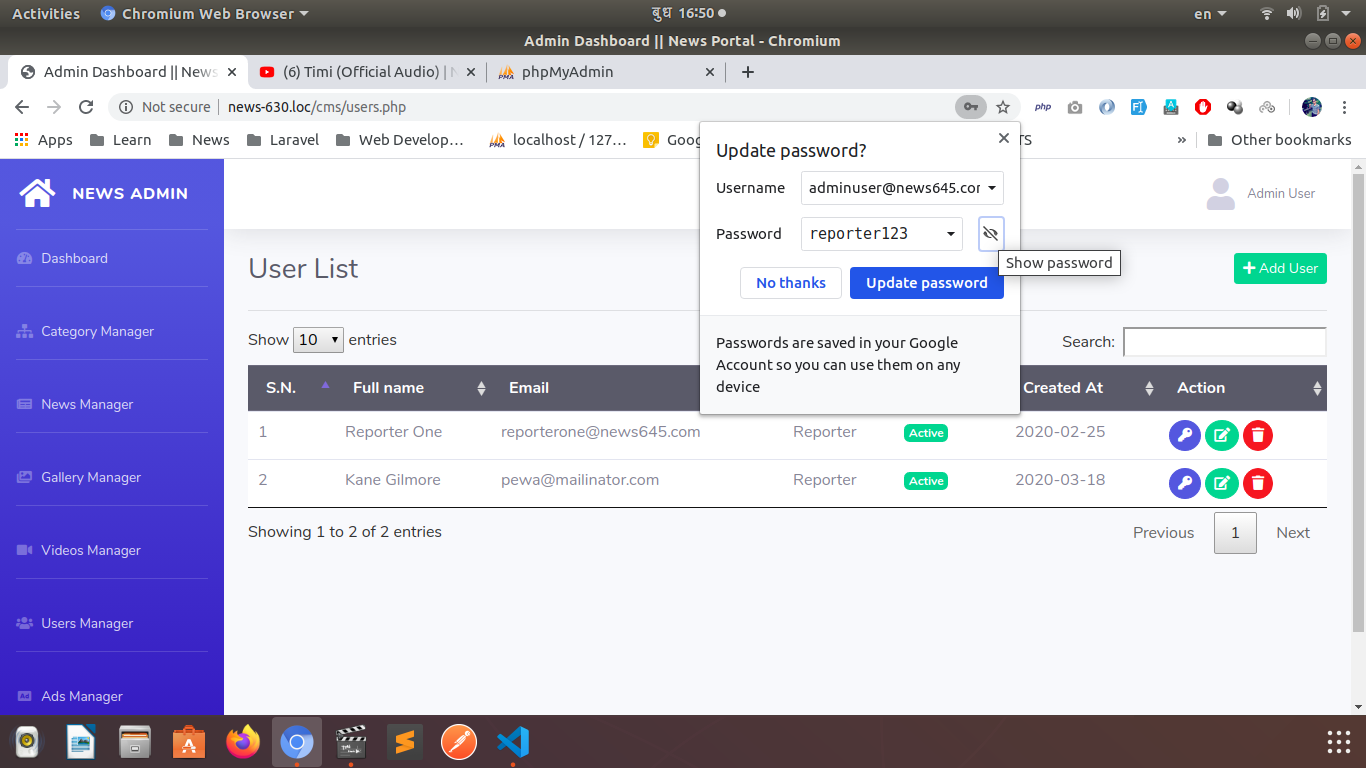 Activities Chromium Web Browser बुध 16:50 en
Admin Dashboard || News Portal - Chromium
Admin Dashboard || News (6) Timi (Official Audio) | phpMyAdmin
Not secure news-630.loc/cms/users.php php
Apps Learn News Laravel Web Develop... localhost / 127... Goo TS » Other bookmarks
Update password?
Username adminuser@news645.cor
Password reporter123
Show password
No thanks Update password
Passwords are saved in your Google
Account so you can use them on any
device
NEWS ADMIN Admin User
Dashboard
Category Manager
News Manager
Gallery Manager
Videos Manager
Users Manager
Ads Manager
User List Add User
Show 10 entries Search:
S.N. Full name Email Created At Action
1 Reporter One reporterone@news645.com Reporter Active 2020-02-25
2 Kane Gilmore pewa@mailinator.com Reporter Active 2020-03-18
Showing 1 to 2 of 2 entries Previous 1 Next